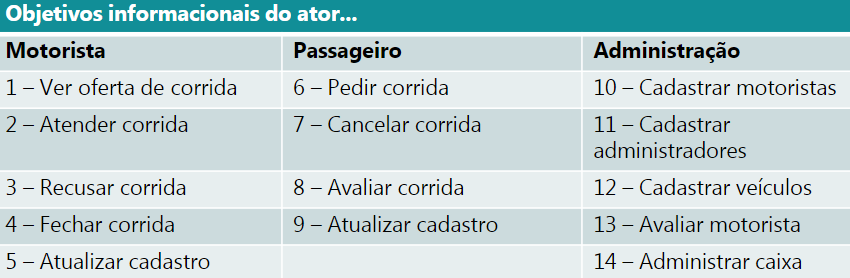 Objetivos informacionais do ator...
Motorista Passageiro Administração
1 – Ver oferta de corrida 6 – Pedir corrida 10 – Cadastrar motoristas
2 – Atender corrida 7 – Cancelar corrida 11 – Cadastrar
administradores
3 – Recusar corrida 8 – Avaliar corrida 12 – Cadastrar veículos
4 – Fechar corrida 9 – Atualizar cadastro 13 – Avaliar motorista
5 – Atualizar cadastro 14 – Administrar caixa